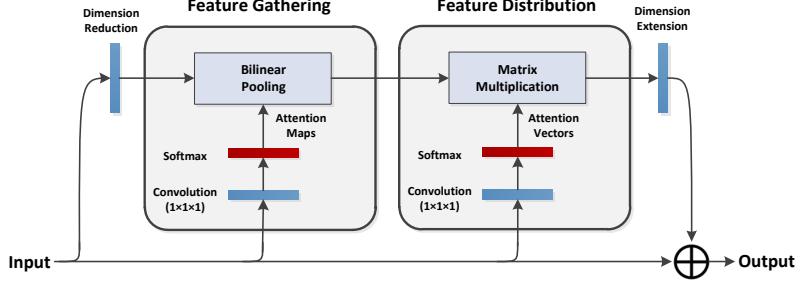 Feature Gathering
Feature Distribution
Dimension
Reduction
Dimension
Extension
Bilinear
Pooling
Matrix
Multiplication
Attention
Maps
Attention
Vectors
Softmax
Softmax
Convolution
(1×1×1)
Convolution
(1×1×1)
Input
Output